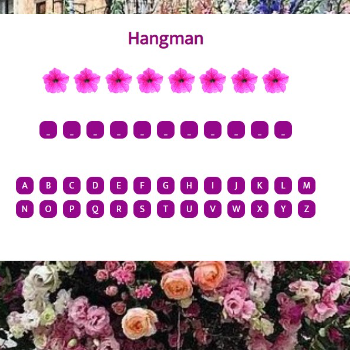 Hangman
_ _ _ _ _ _ _ _ _ _ _
A B C D E F G H I J K L M
N O P Q R S T U V W X Y Z